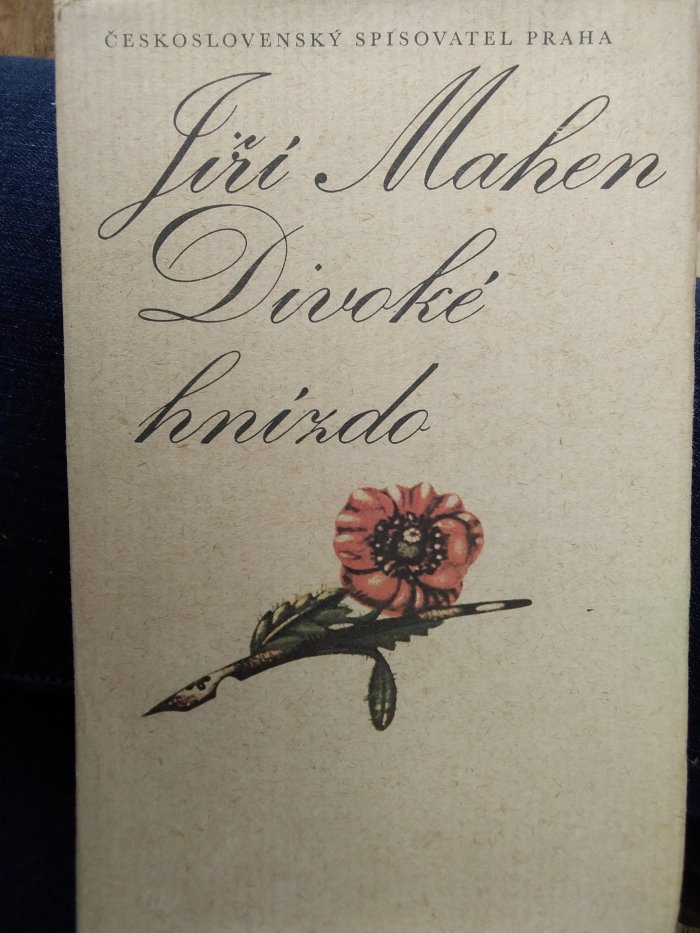 ČESKOSLOVENSKÝ SPISOVATEL PRAHA
Jiří Mahen
Divoké
hnízdo